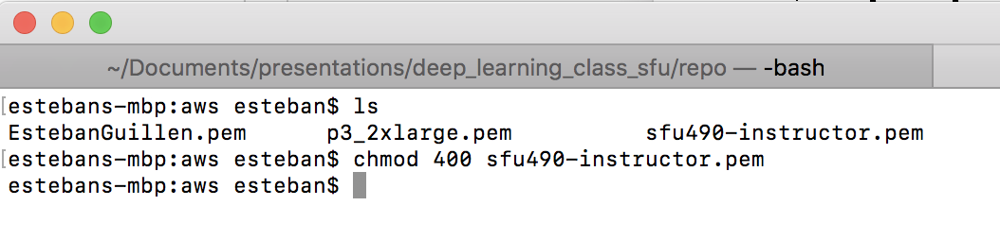 ~/Documents/presentations/deep_learning_class_sfu/repo — -bash
[estebans-mbp:aws esteban$ ls
EstebanGuillen.pem p3_2xlarge.pem sfu490-instructor.pem
[estebans-mbp:aws esteban$ chmod 400 sfu490-instructor.pem
estebans-mbp:aws esteban$